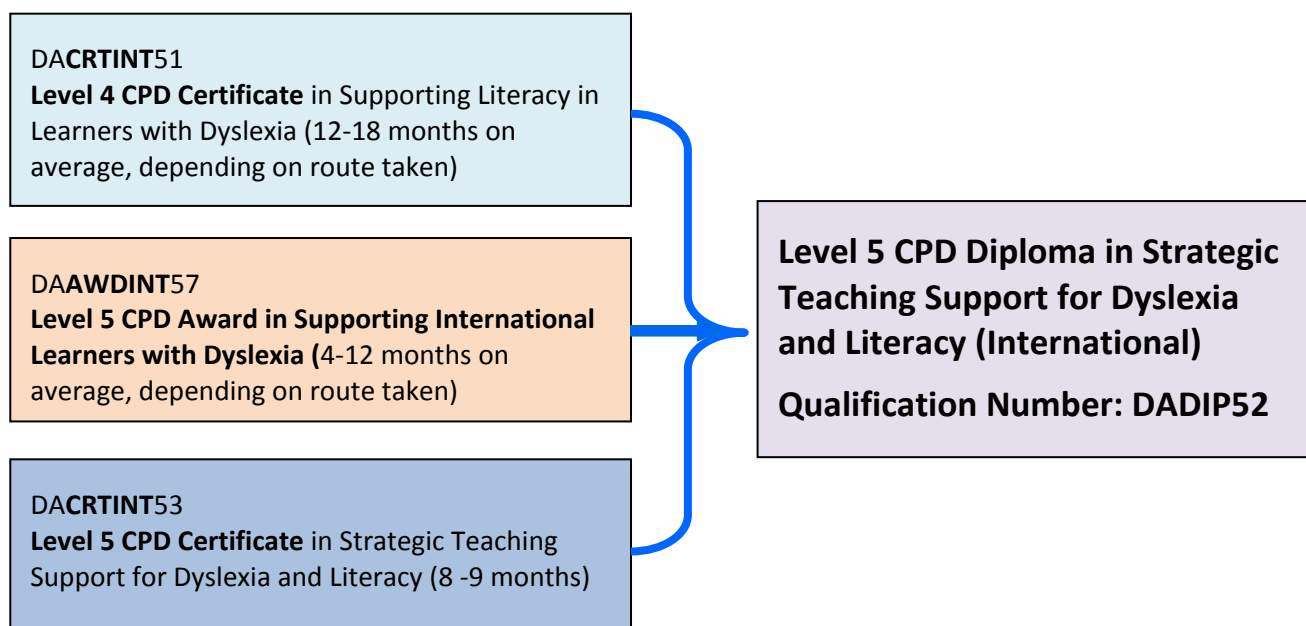 DACRTINT51
Level 4 CPD Certificate in Supporting Literacy in
Learners with Dyslexia (12-18 months on
average, depending on route taken)
DAAWDINT57
Level 5 CPD Award in Supporting International
Learners with Dyslexia (4-12 months on
average, depending on route taken)
DACRTINT53
Level 5 CPD Certificate in Strategic Teaching
Support for Dyslexia and Literacy (8 -9 months)
Level 5 CPD Diploma in Strategic
Teaching Support for Dyslexia
and Literacy (International)
Qualification Number: DADIP52